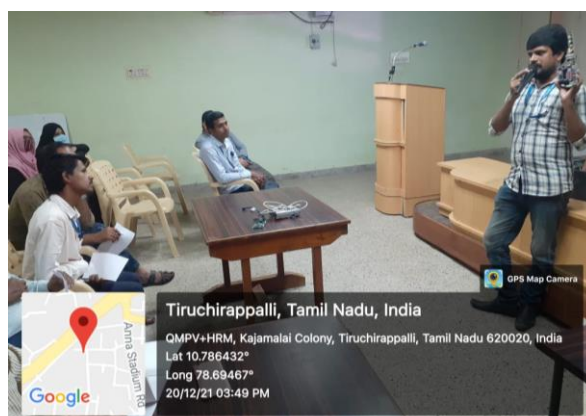 GPS Map Camera
Tiruchirappalli, Tamil Nadu, India
QMPV+HRM, Kajamalai Colony, Tiruchirappalli, Tamil Nadu 620020, India
Lat 10.786432°
Long 78.69467°
20/12/21 03:49 PM
Anna Stadium Rd
Google